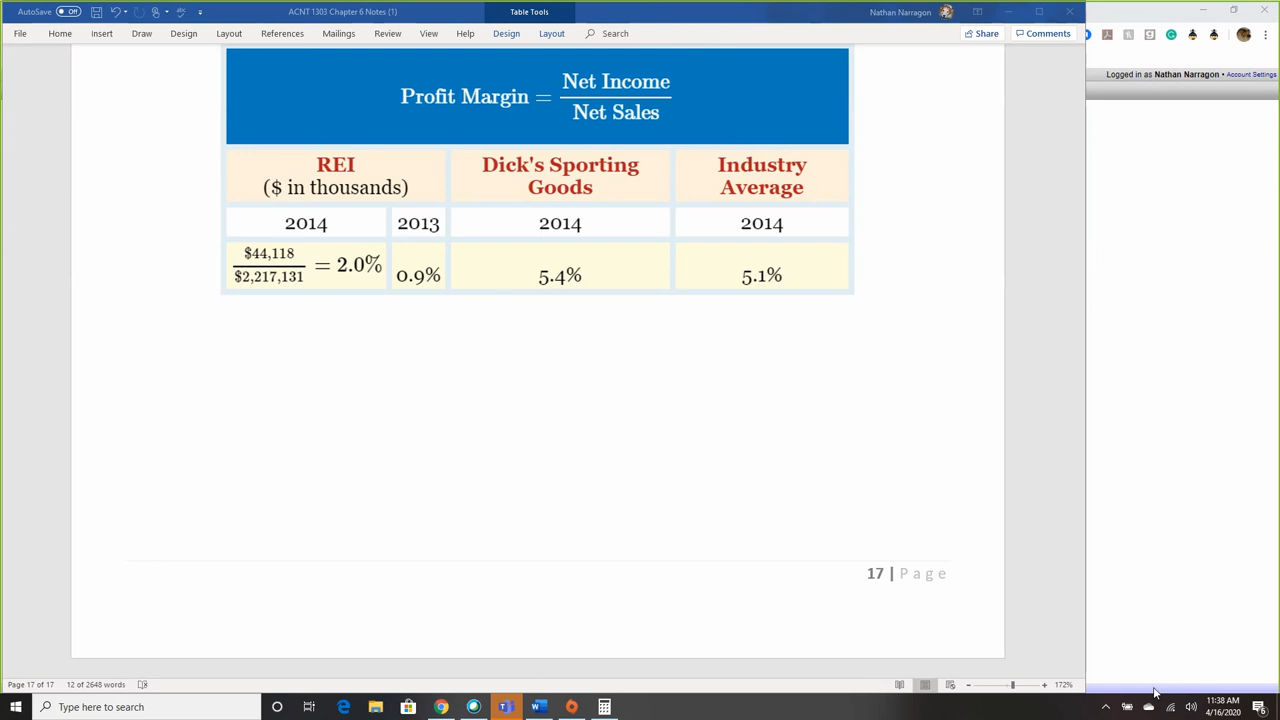 AutoSave Off
ACNT 1303 Chapter 6 Notes (1)
Table Tools
Nathan Narragon
File Home Insert Draw Design Layout References Mailings Review View Help Design Layout Search Share Comments
Logged in as Nathan Narragon • Account Settings
Profit Margin = Net Income / Net Sales
REI
($ in thousands)
Dick's Sporting
Goods
Industry
Average
2014 2013 2014 2014
$44,118 / $2,217,131 = 2.0% 0.9% 5.4% 5.1%
17 | Page
Page 17 of 17 12 of 2648 words
172%
Type here to search
11:38 AM
4/16/2020
6